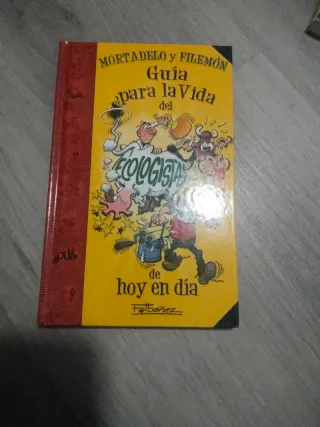 MORTADELO y FILEMÓN
Guía
para la Vida
del
ECOLOGISTA
de
hoy en día